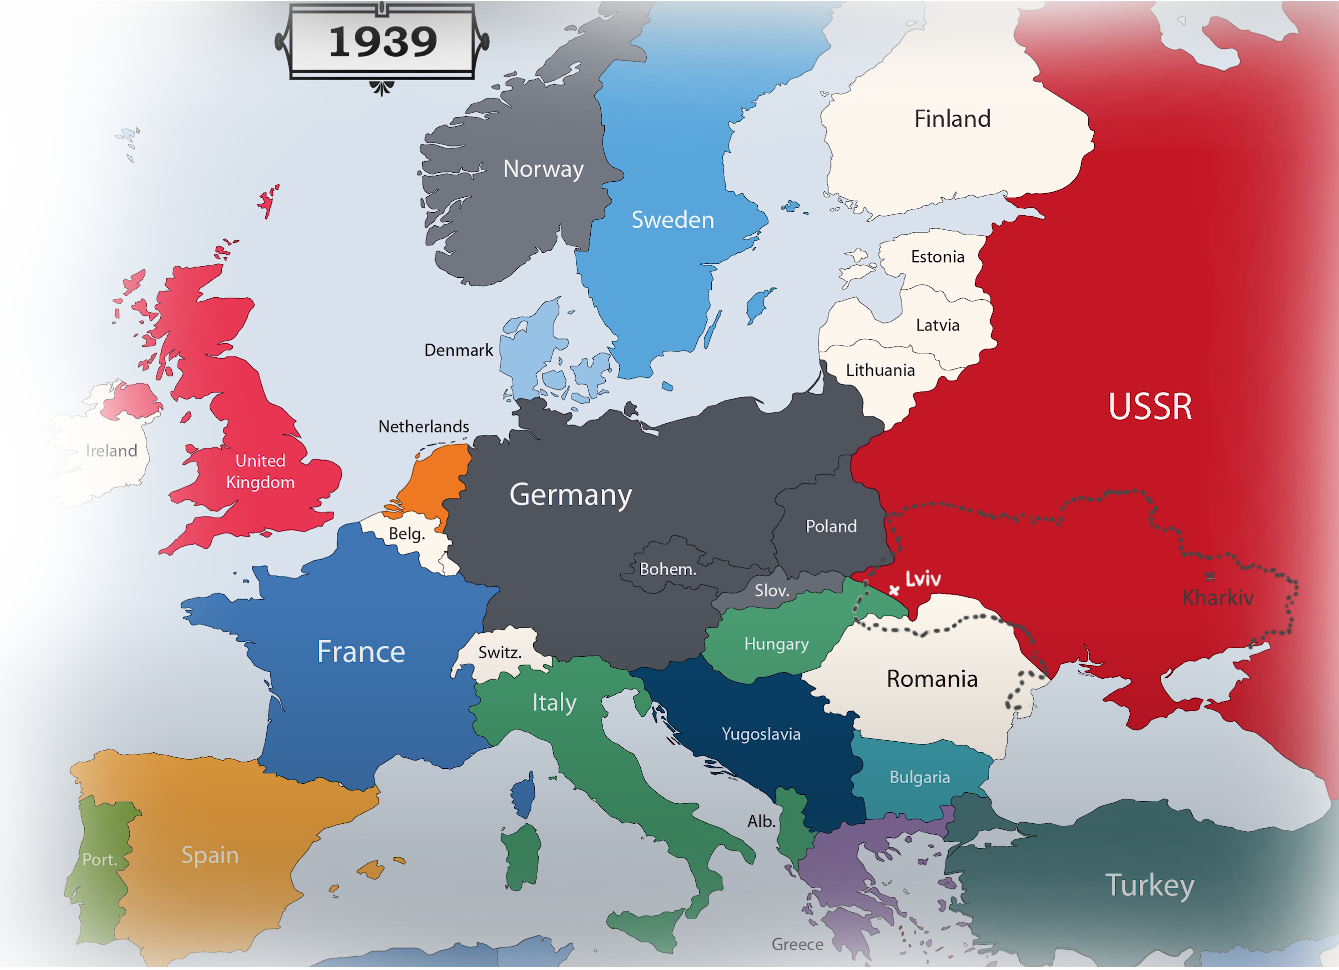 1939
Finland
Norway
Sweden
Estonia
Latvia
Denmark
Lithuania
USSR
Netherlands
Ireland
United
Kingdom
Germany
Belg.
Poland
Bohem.
Lviv
Slov.
Kharkiv
France
Switz.
Hungary
Romania
Italy
Yugoslavia
Bulgaria
Alb.
Port.
Spain
Turkey
Greece